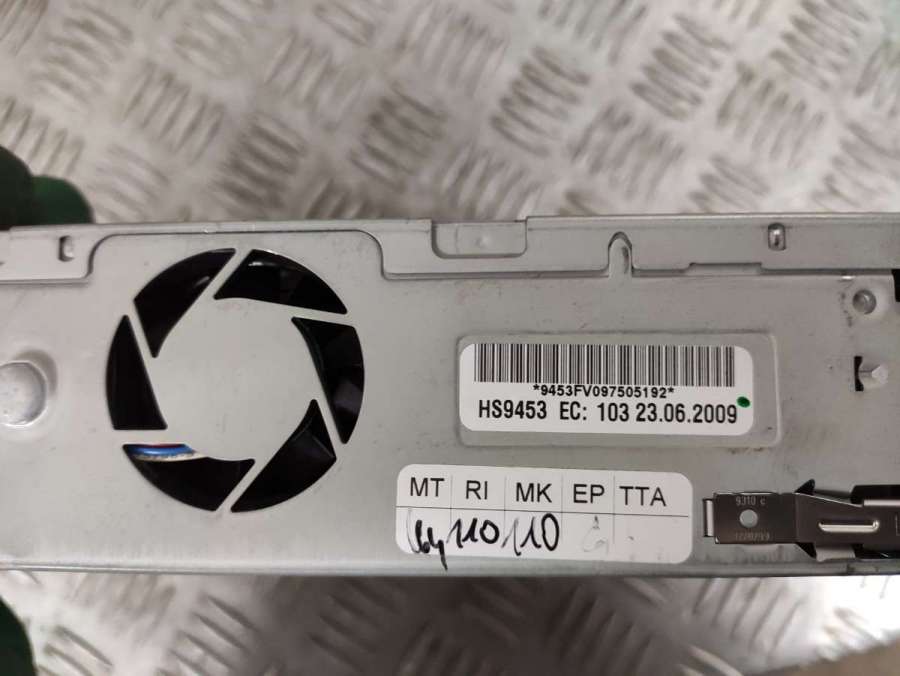 *9453FV097505192*
HS9453 EC: 103 23.06.2009
MT RI MK EP TTA
110 110
9310 c